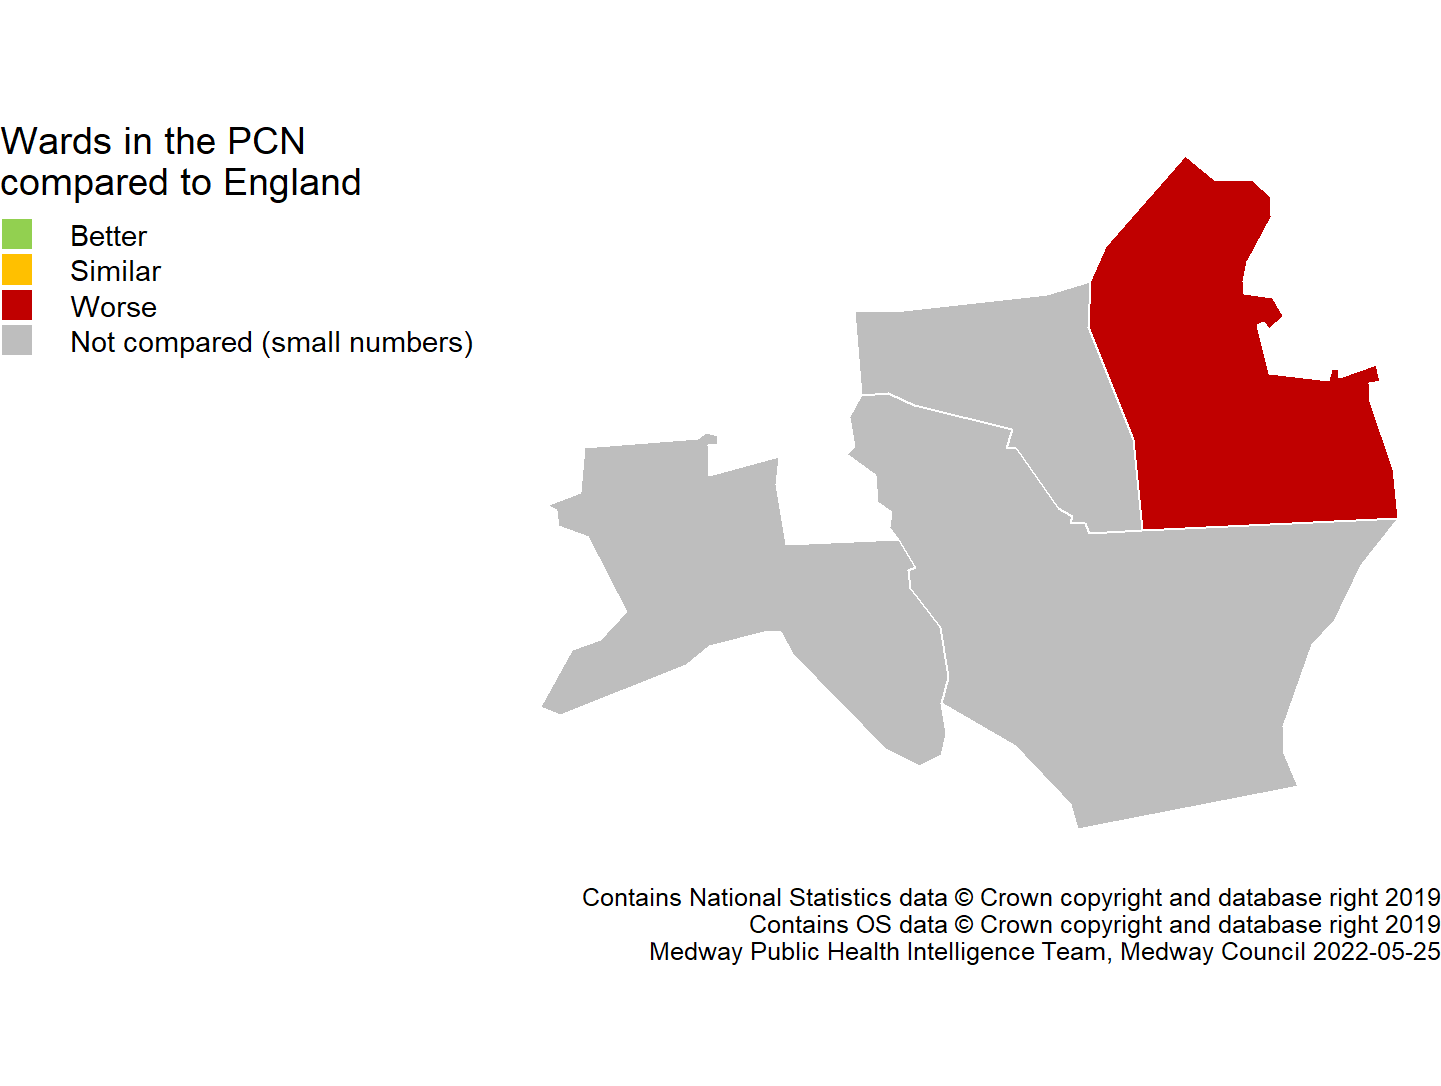 Wards in the PCN
compared to England
Better
Similar
Worse
Not compared (small numbers)
Contains National Statistics data © Crown copyright and database right 2019
Contains OS data © Crown copyright and database right 2019
Medway Public Health Intelligence Team, Medway Council 2022-05-25